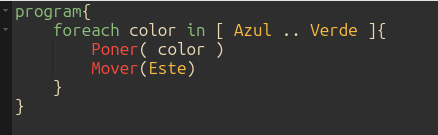 program{
    foreach color in [ Azul .. Verde ]{
        Poner( color )
        Mover(Este)
    }
}